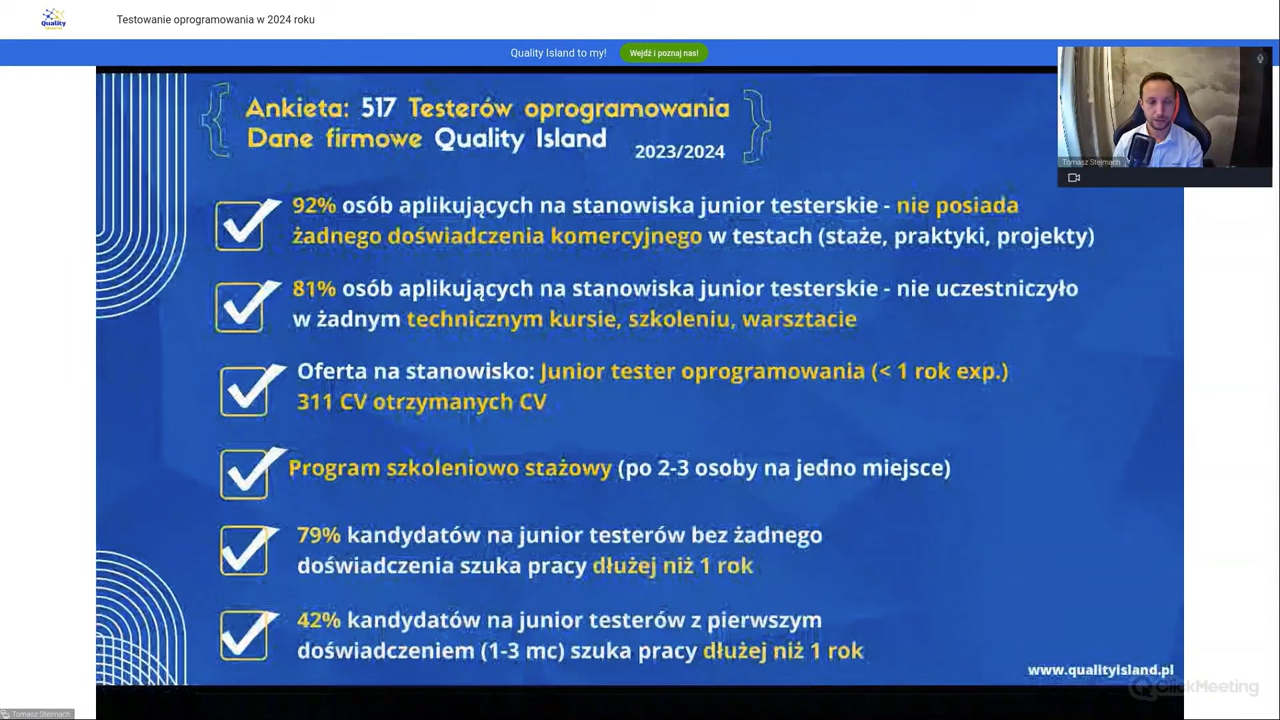 Quality
Testowanie oprogramowania w 2024 roku
Quality Island to my!
Wejdź i poznaj nas!
Tomasz Stelmach
Ankieta: 517 Testerów oprogramowania
Dane firmowe Quality Island
2023/2024
92% osób aplikujących na stanowiska junior testerskie - nie posiada
żadnego doświadczenia komercyjnego w testach (staże, praktyki, projekty)
81% osób aplikujących na stanowiska junior testerskie - nie uczestniczyło
w żadnym technicznym kursie, szkoleniu, warsztacie
Oferta na stanowisko: Junior tester oprogramowania (< 1 rok exp.)
311 CV otrzymanych CV
Program szkoleniowo stażowy (po 2-3 osoby na jedno miejsce)
79% kandydatów na junior testerów bez żadnego
doświadczenia szuka pracy dłużej niż 1 rok
42% kandydatów na junior testerów z pierwszym
doświadczeniem (1-3 mc) szuka pracy dłużej niż 1 rok
www.qualityisland.pl
ClickMeeting
Tomasz Stelmach